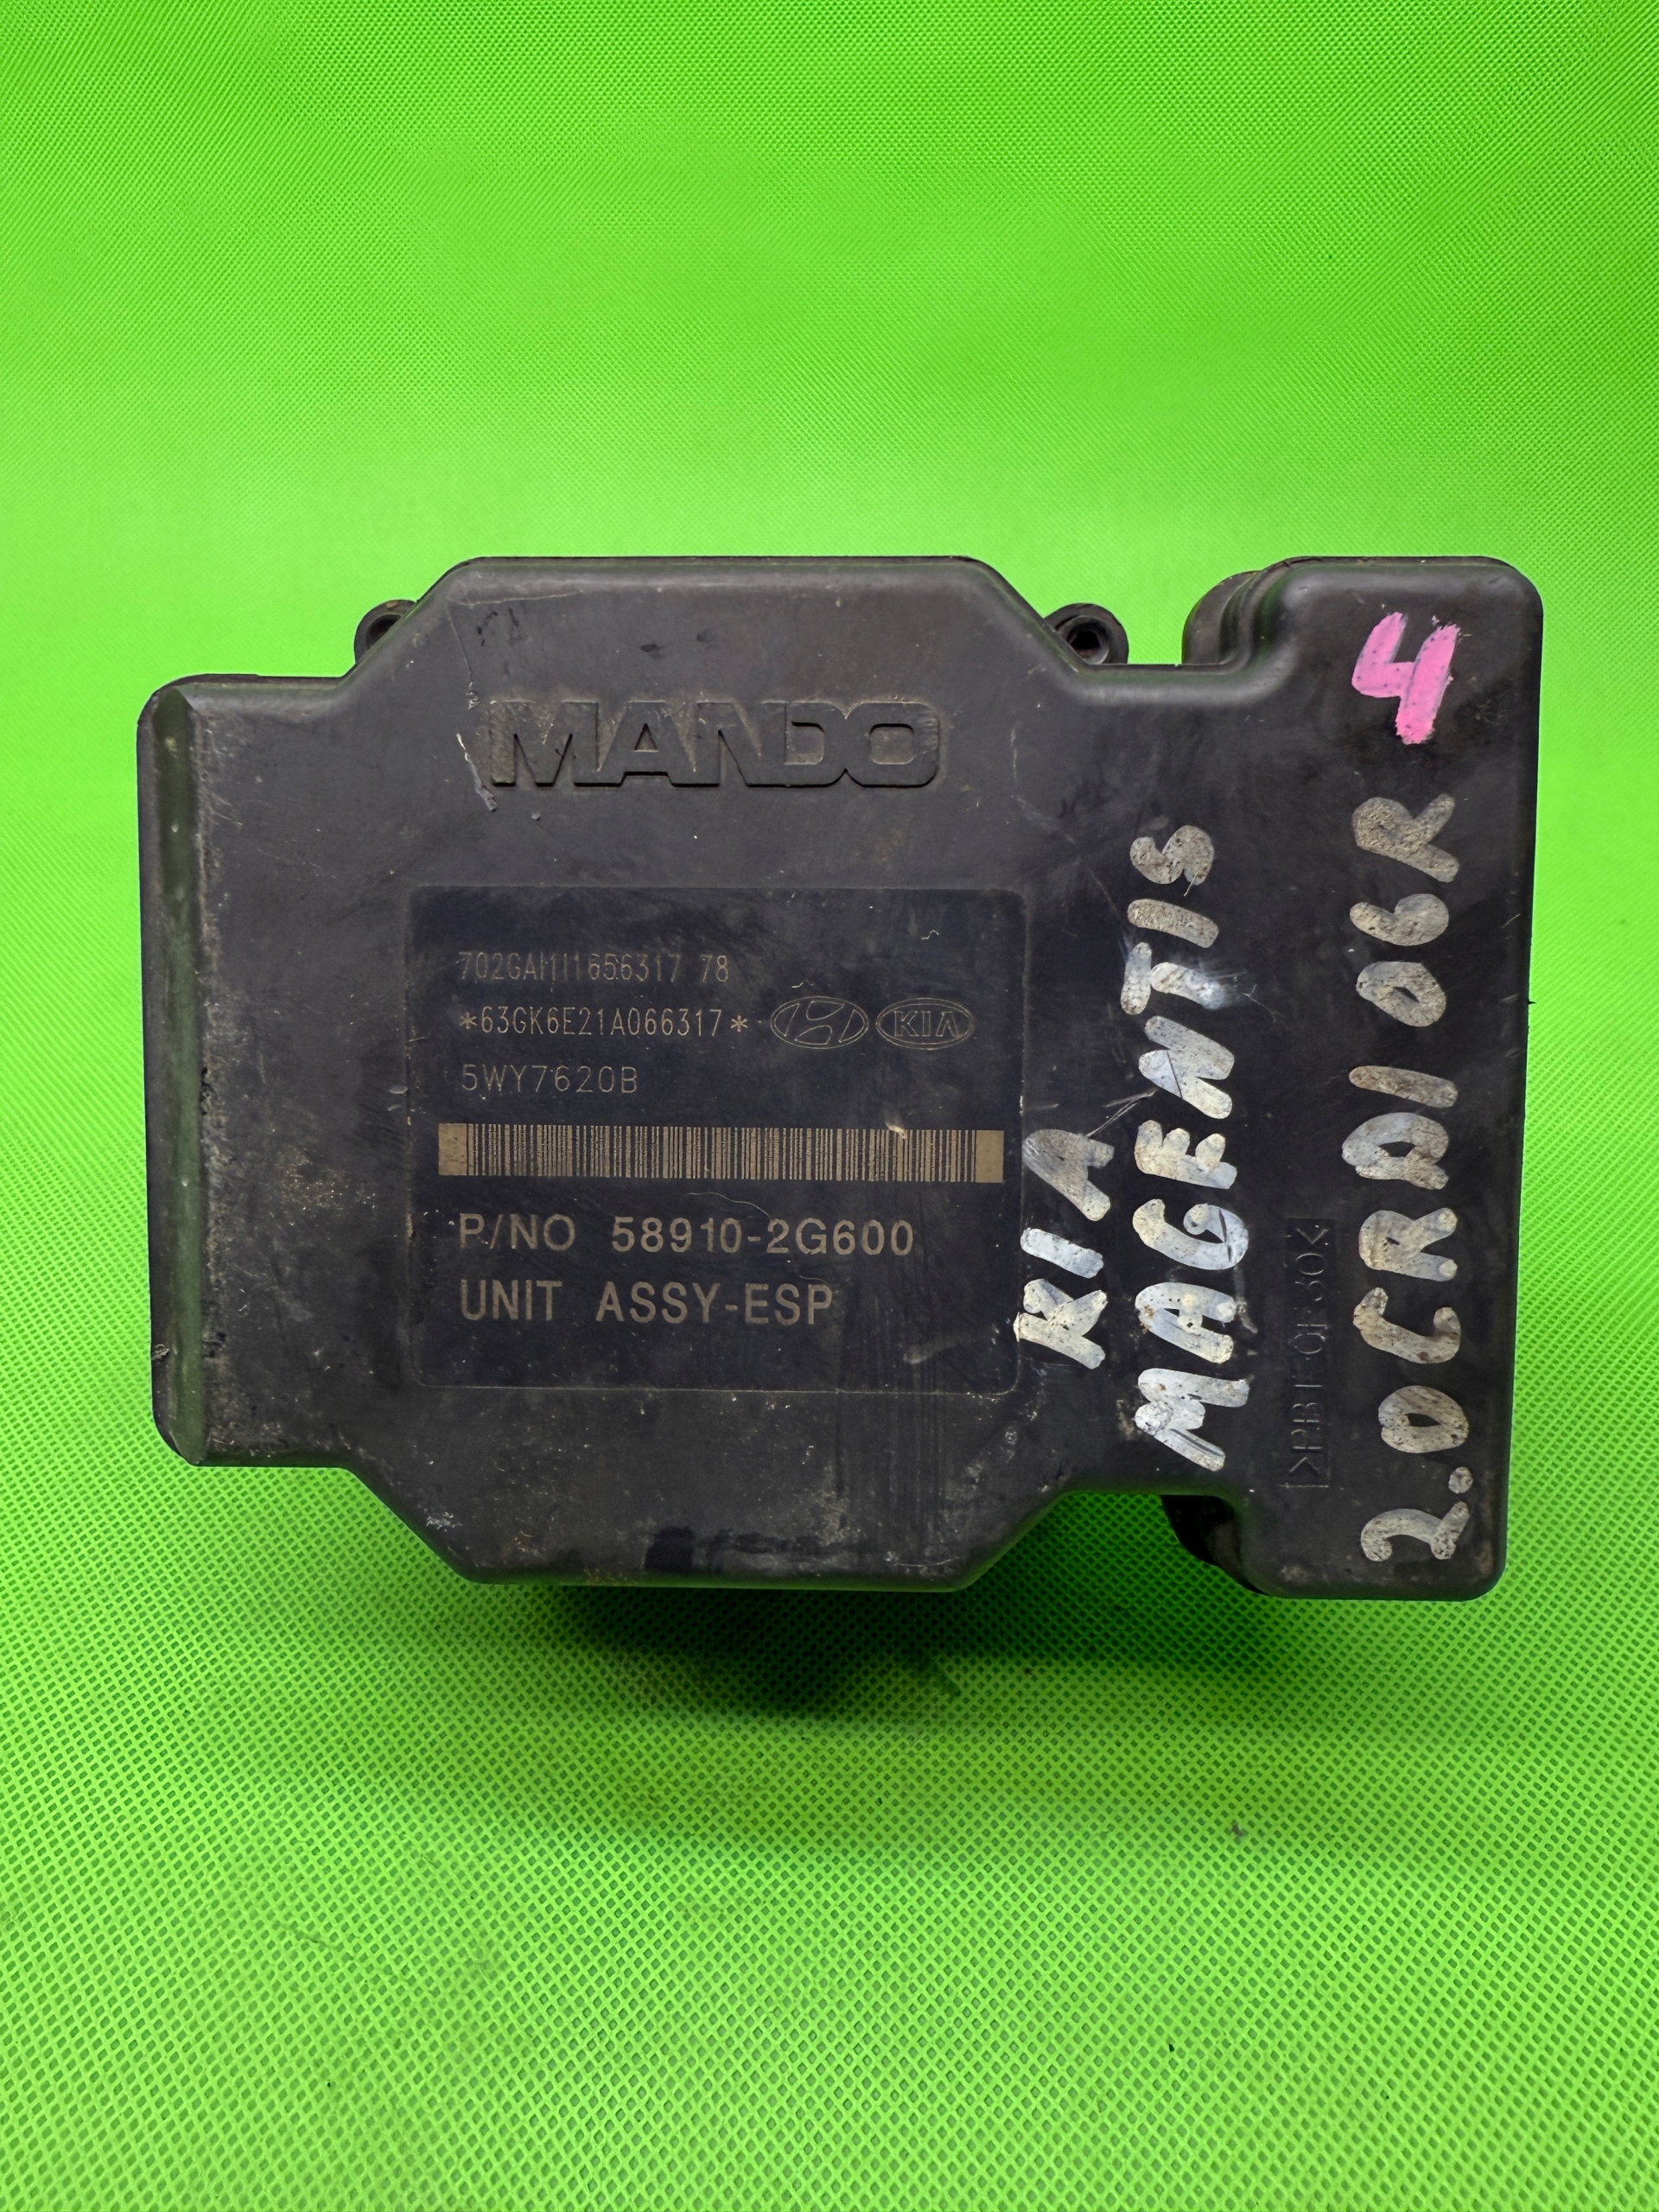 MANDO
702GAM11656317 78
*63GK6E21A066317* KIA
5WY7620B
P/NO 58910-2G600
UNIT ASSY-ESP
KIA
MAGENTIS
2.0CRDI 06R
4